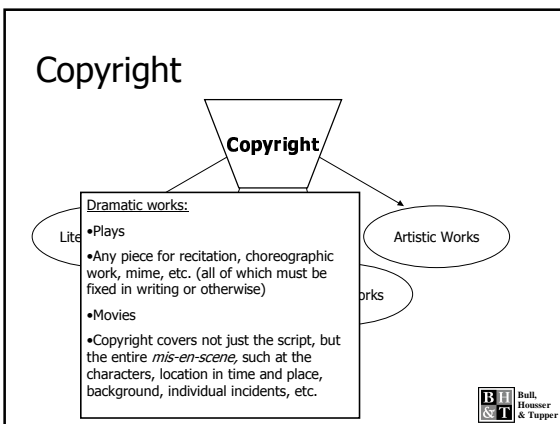 Copyright
Copyright
Dramatic works:
•Plays
•Any piece for recitation, choreographic
work, mime, etc. (all of which must be
fixed in writing or otherwise)
•Movies
•Copyright covers not just the script, but
the entire mis-en-scene, such at the
characters, location in time and place,
background, individual incidents, etc.
Artistic Works
BH&T
Bull,
Housser
& Tupper